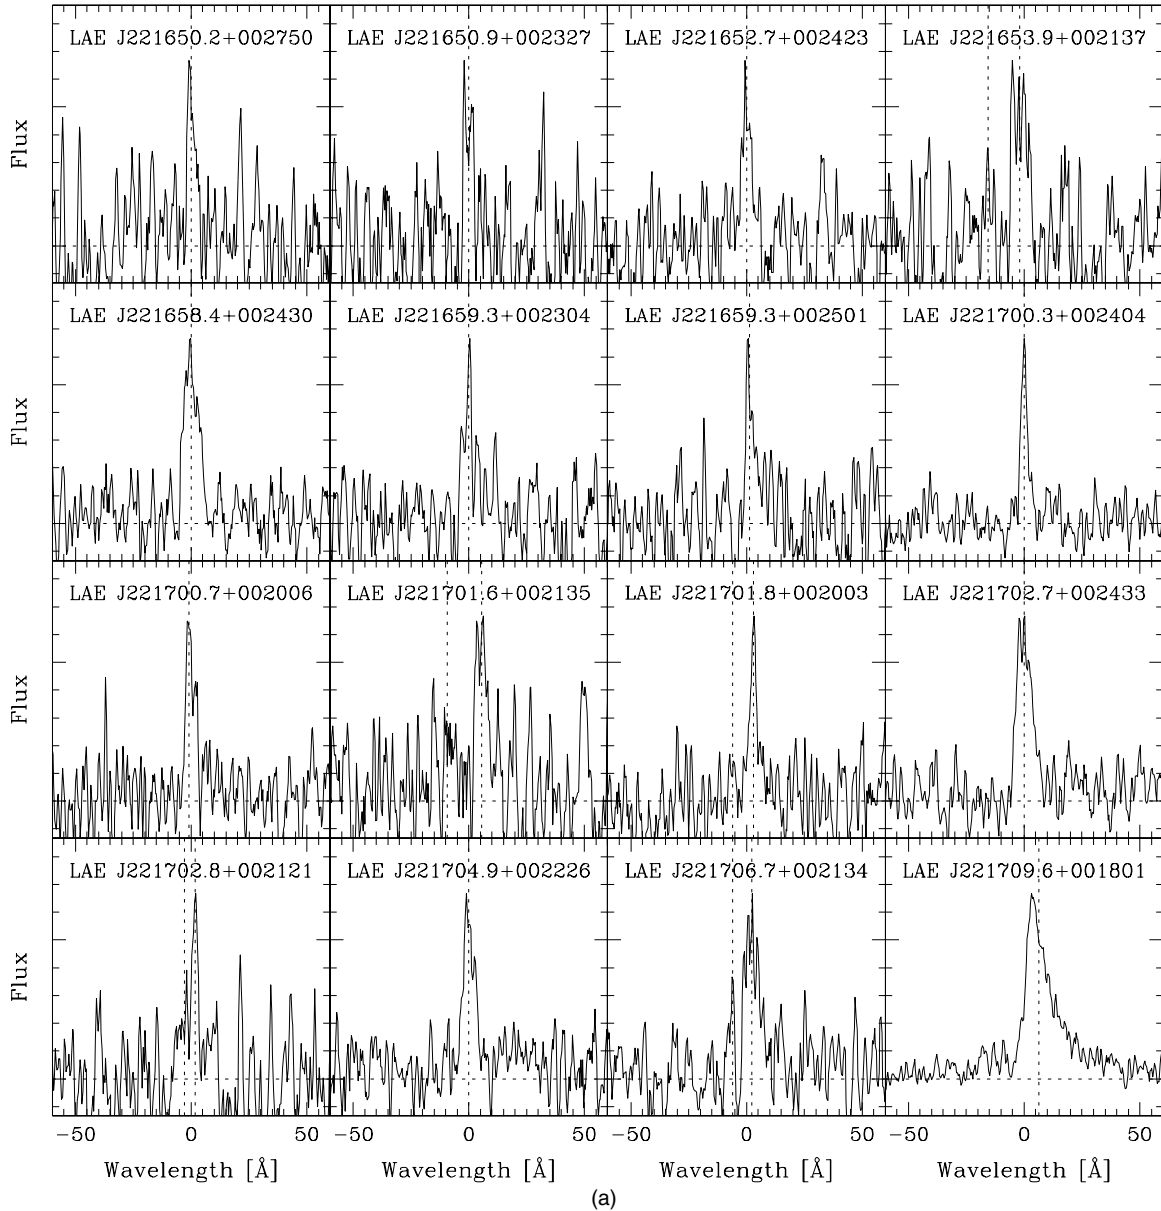 LAE J221650.2+002750
LAE J221650.9+002327
LAE J221652.7+002423
LAE J221653.9+002137
Flux
LAE J221658.4+002430
LAE J221659.3+002304
LAE J221659.3+002501
LAE J221700.3+002404
Flux
LAE J221700.7+002006
LAE J221701.6+002135
LAE J221701.8+002003
LAE J221702.7+002433
Flux
LAE J221702.8+002121
LAE J221704.9+002226
LAE J221706.7+002134
LAE J221709.6+001801
Flux
−50 0 50
−50 0 50
−50 0 50
−50 0 50
Wavelength [Å]
Wavelength [Å]
Wavelength [Å]
Wavelength [Å]
(a)